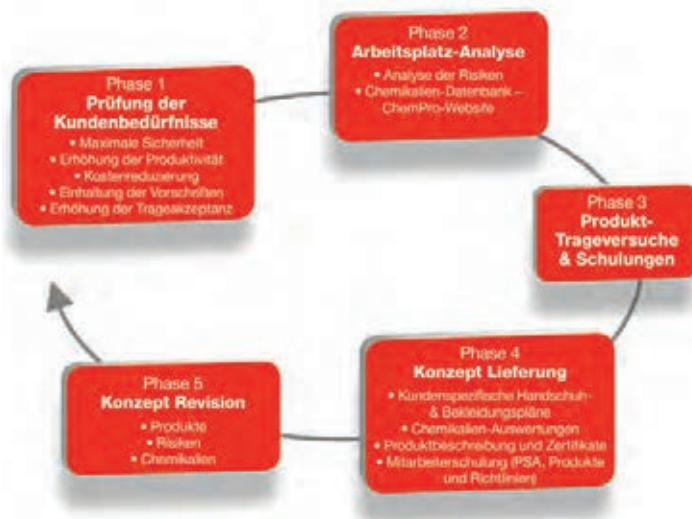 Phase 1
Prüfung der
Kundenbedürfnisse
• Maximale Sicherheit
• Erhöhung der Produktivität
• Kostenreduzierung
• Einhaltung der Vorschriften
• Erhöhung der Trageakzeptanz
Phase 2
Arbeitsplatz-Analyse
• Analyse der Risiken
• Chemikalien-Datenbank –
ChemPro-Website
Phase 3
Produkt-
Trageversuche
& Schulungen
Phase 4
Konzept Lieferung
• Kundenspezifische Handschuh-
& Bekleidungspläne
• Chemikalien-Auswertungen
• Produktbeschreibung und Zertifikate
• Mitarbeiterschulung (PSA, Produkte
und Richtlinien)
Phase 5
Konzept Revision
• Produkte
• Risiken
• Chemikalien